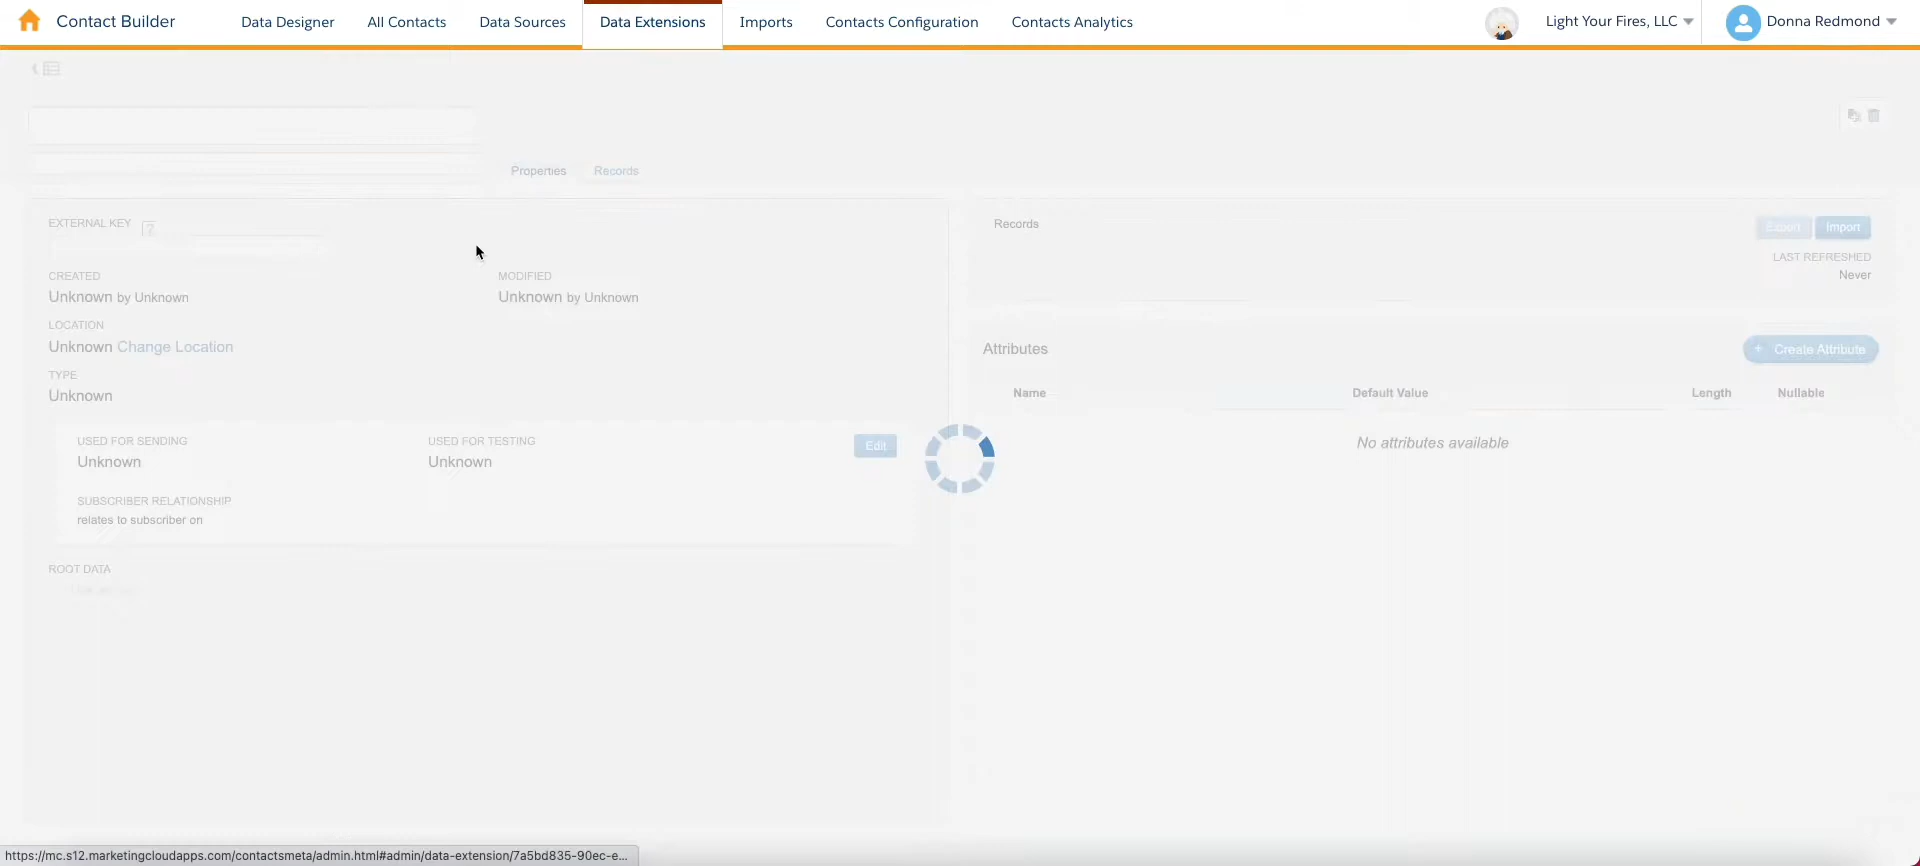 Contact Builder
Data Designer
All Contacts
Data Sources
Data Extensions
Imports
Contacts Configuration
Contacts Analytics
Light Your Fires, LLC
Donna Redmond
Properties
Records
EXTERNAL KEY
?
CREATED
Unknown by Unknown
MODIFIED
Unknown by Unknown
LOCATION
Unknown Change Location
TYPE
Unknown
USED FOR SENDING
Unknown
USED FOR TESTING
Unknown
Edit
SUBSCRIBER RELATIONSHIP
relates to subscriber on
ROOT DATA
Records
Export
Import
LAST REFRESHED
Never
Attributes
+ Create Attribute
Name
Default Value
Length
Nullable
No attributes available
https://mc.s12.marketingcloudapps.com/contactsmeta/admin.html#admin/data-extension/7a5bd835-90ec-e...